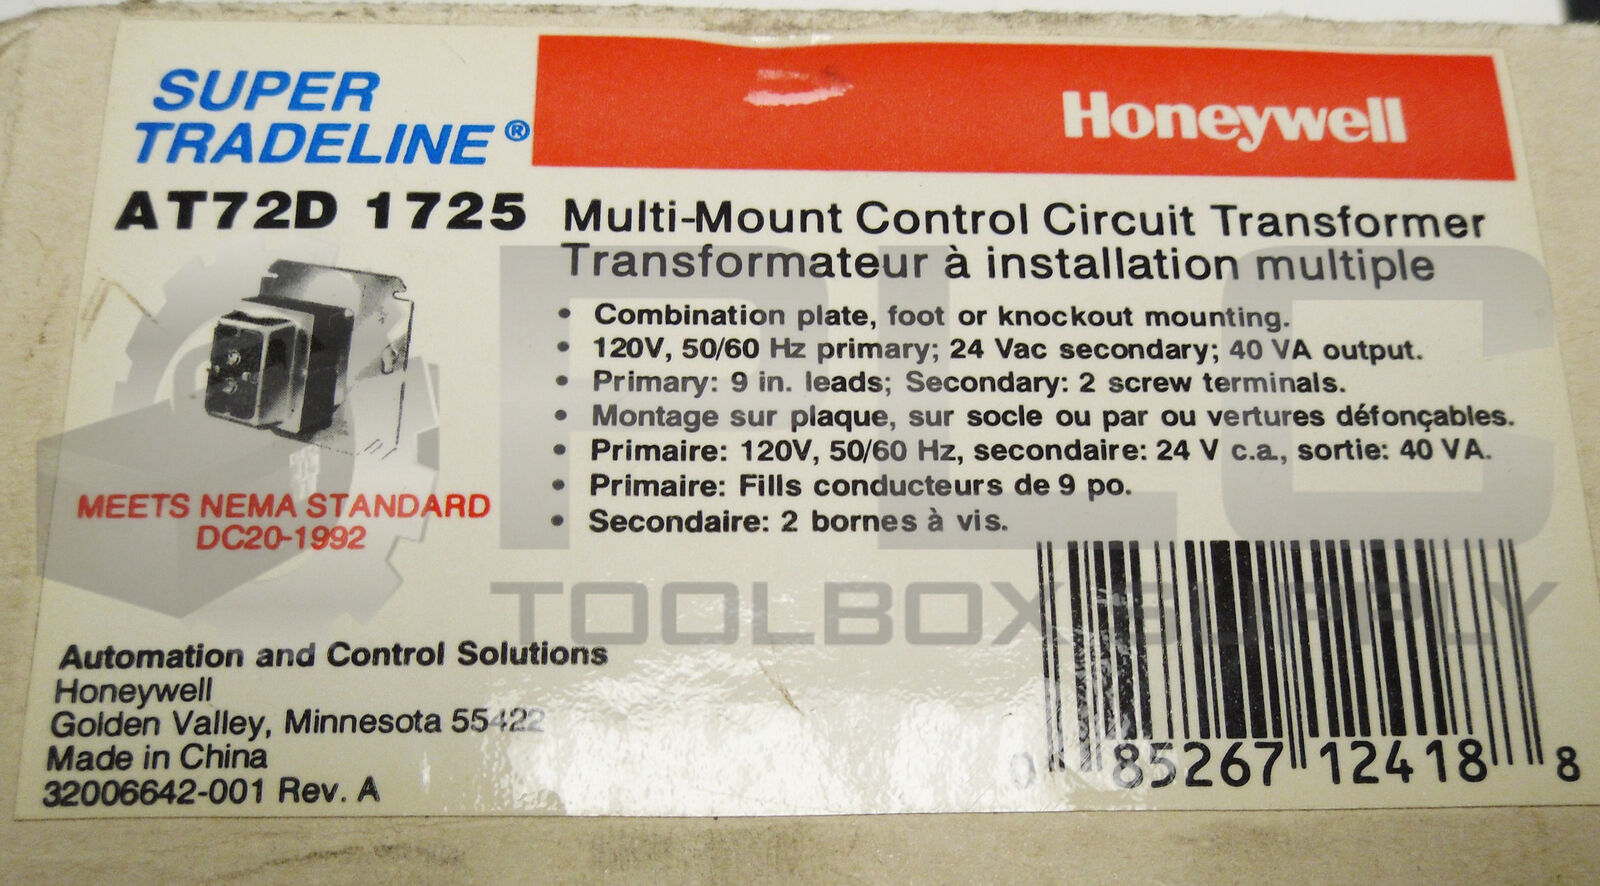 SUPER
TRADELINE®
Honeywell
AT72D 1725
Multi-Mount Control Circuit Transformer
Transformateur à installation multiple
• Combination plate, foot or knockout mounting.
• 120V, 50/60 Hz primary; 24 Vac secondary; 40 VA output.
• Primary: 9 in. leads; Secondary: 2 screw terminals.
• Montage sur plaque, sur socle ou par ou vertures défonçables.
• Primaire: 120V, 50/60 Hz, secondaire: 24 V c.a., sortie: 40 VA.
• Primaire: Fills conducteurs de 9 po.
• Secondaire: 2 bornes à vis.
MEETS NEMA STANDARD
DC20-1992
PLC
TOOLBOX SUPPLY
Automation and Control Solutions
Honeywell
Golden Valley, Minnesota 55422
Made in China
32006642-001 Rev. A
0 85267 12418 8